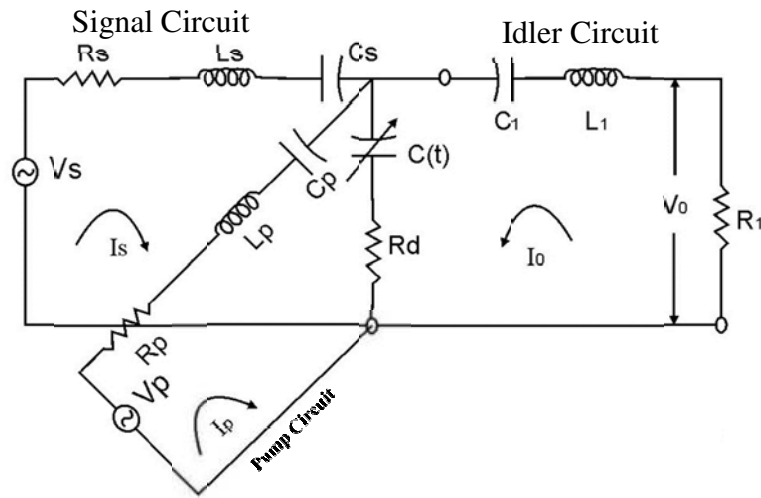 Signal Circuit
Idler Circuit
Rs
Ls
Cs
C1
L1
Vs
Cp
C(t)
Lp
Rd
V0
R1
Is
I0
Rp
Vp
Ip
Pump Circuit